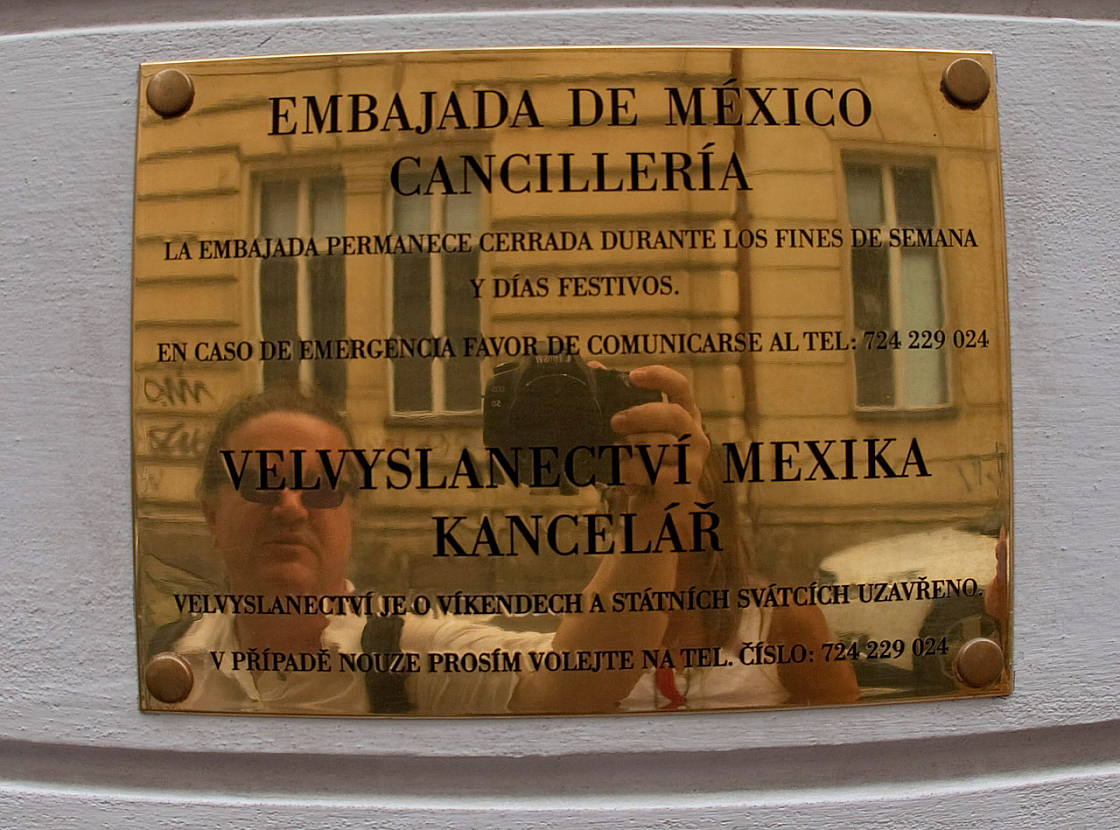 EMBAJADA DE MÉXICO
CANCILLERÍA
LA EMBAJADA PERMANECE CERRADA DURANTE LOS FINES DE SEMANA
Y DÍAS FESTIVOS.
EN CASO DE EMERGENCIA FAVOR DE COMUNICARSE AL TEL: 724 229 024
VELVYSLANECTVÍ MEXIKA
KANCELÁŘ
VELVYSLANECTVÍ JE O VÍKENDECH A STÁTNÍCH SVÁTCÍCH UZAVŘENO.
V PŘÍPADĚ NOUZE PROSÍM VOLEJTE NA TEL. ČÍSLO: 724 229 024